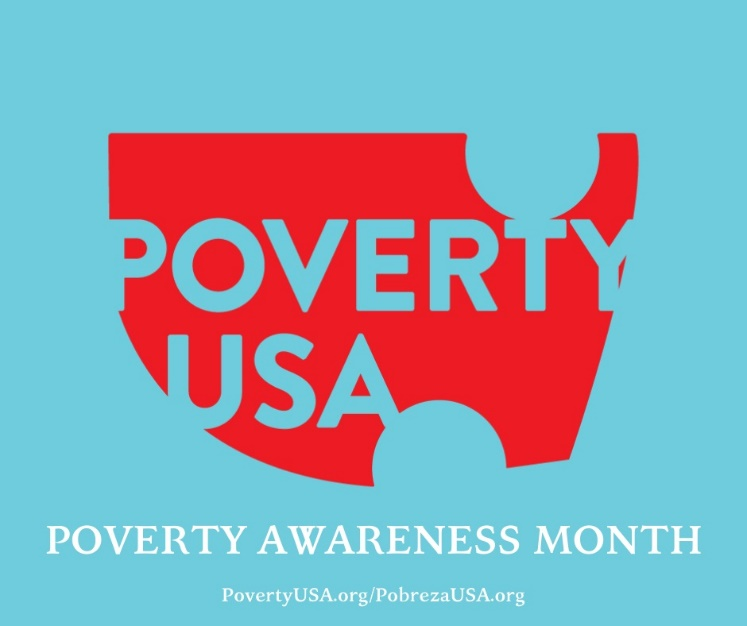 POVERTY
USA
POVERTY AWARENESS MONTH
PovertyUSA.org/PobrezaUSA.org